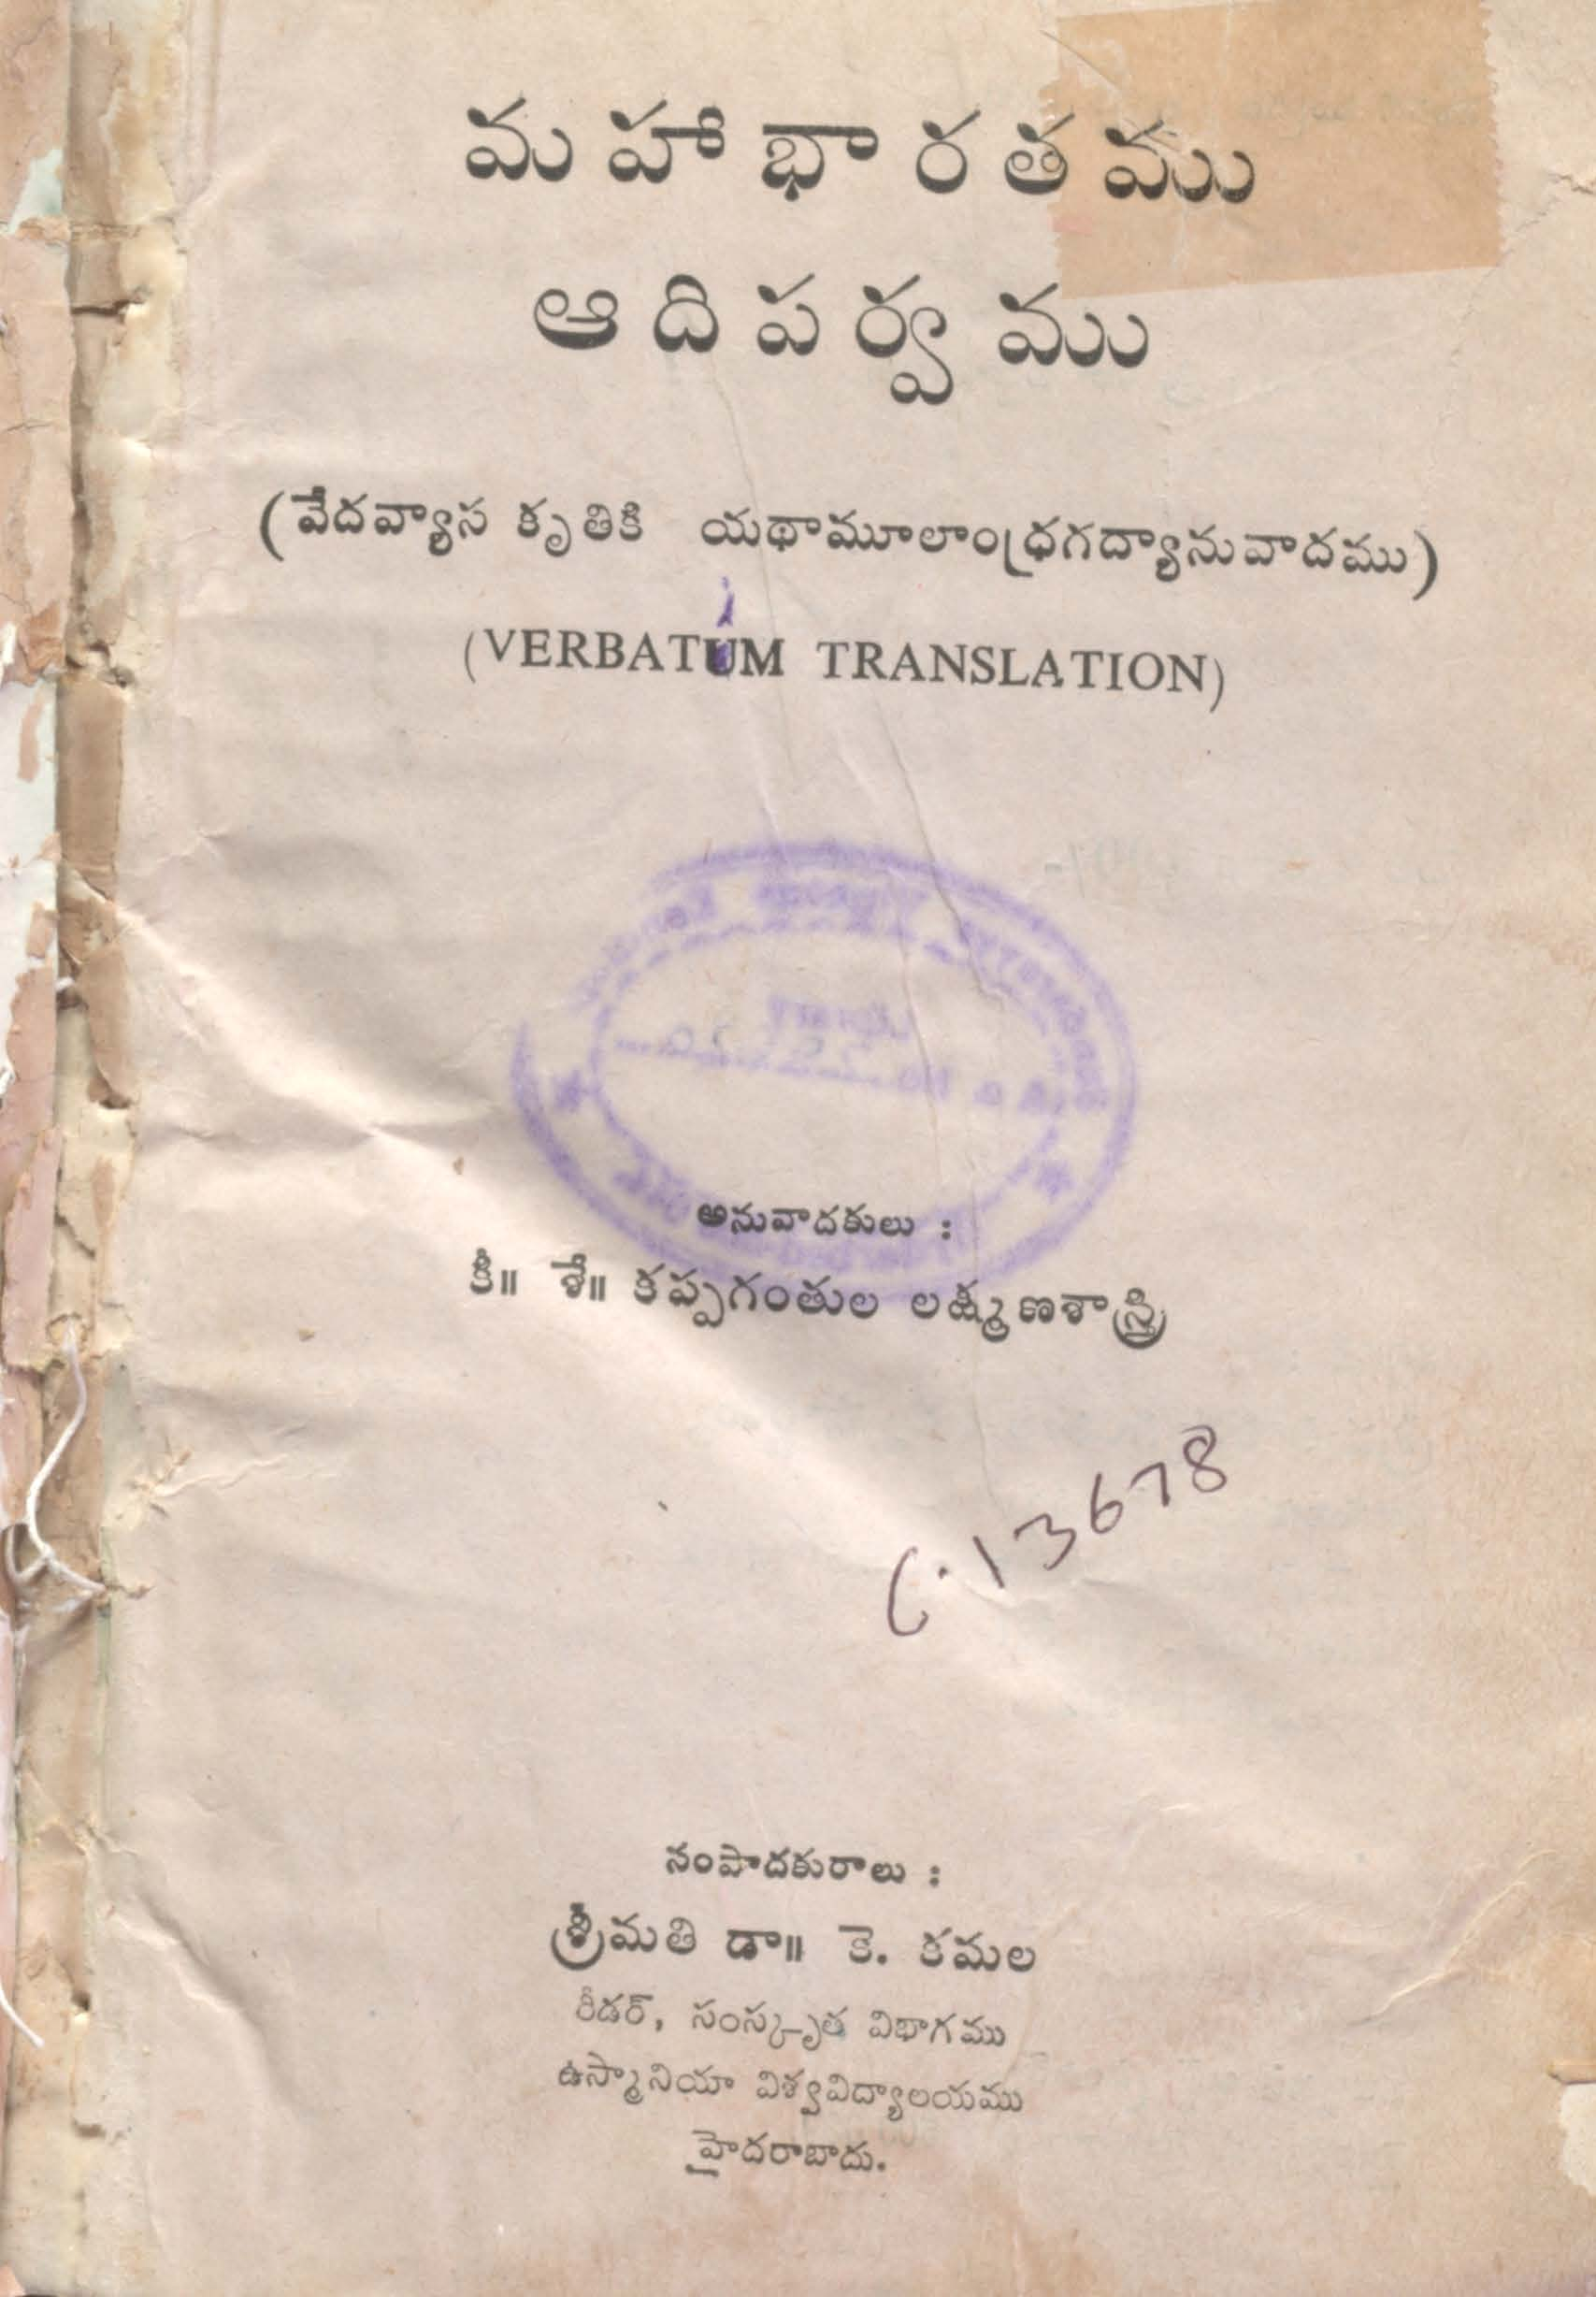 మహాభారతము
ఆదిపర్వము
(వేదవ్యాస కృతికి యథామూలాంధ్రగద్యానువాదము)
(VERBATUM TRANSLATION)
అనువాదకులు :
కీ॥ శే॥ కప్పగంతుల లక్ష్మణశాస్త్రి
C.13678
సంపాదకురాలు :
శ్రీమతి డా॥ కె. కమల
రీడర్, సంస్కృత విభాగము
ఉస్మానియా విశ్వవిద్యాలయము
హైదరాబాదు.